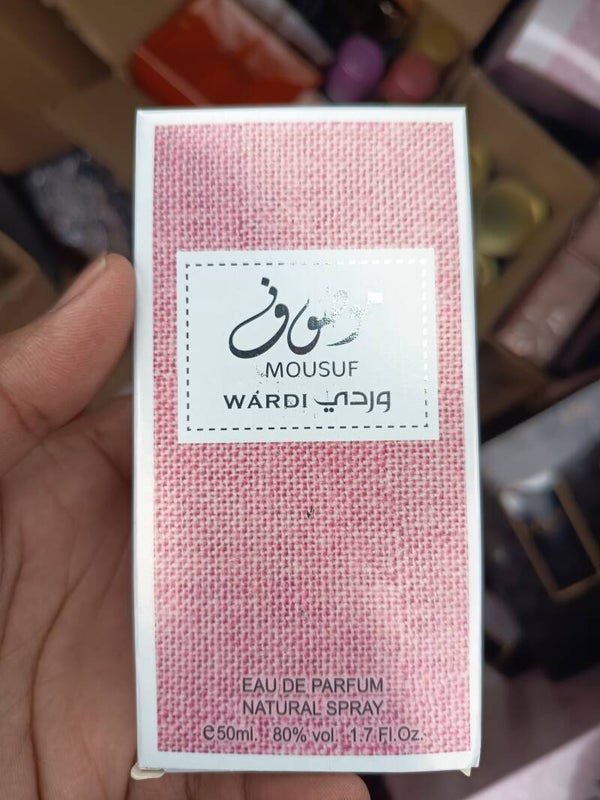 موصوف
MOUSUF
WARDI وردي
EAU DE PARFUM
NATURAL SPRAY
℮50ml. 80% vol. 1.7 Fl.Oz.